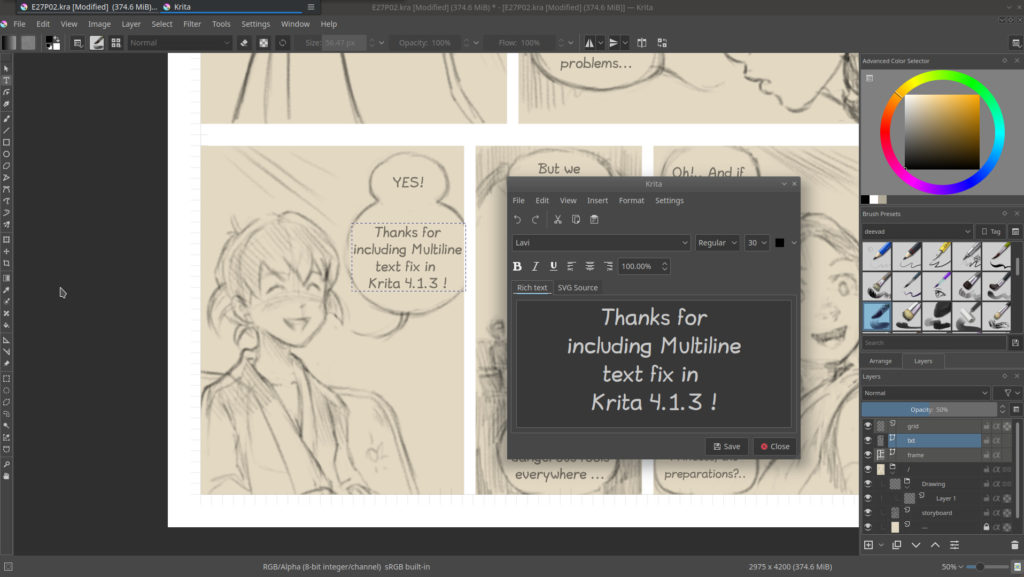 E27P02.kra [Modified] (374.6 MiB)...
Krita
E27P02.kra [Modified] (374.6 MiB) * - [E27P02.kra [Modified] (374.6 MiB)] — Krita
File Edit View Image Layer Select Filter Tools Settings Window Help
Normal
Size: 56.47 px
Opacity: 100%
Flow: 100%
problems...
YES!
Thanks for
including Multiline
text fix in
Krita 4.1.3 !
But we
Oh!.. And if
everywhere ...
preparations?..
Krita
File Edit View Insert Format Settings
Lavi
Regular
30
B I U
100.00%
Rich text
SVG Source
Thanks for
including Multiline
text fix in
Krita 4.1.3 !
Save
Close
Advanced Color Selector
Brush Presets
deevad
Tag
Search
Arrange
Layers
Layers
Normal
Opacity: 50%
grid
txt
frame
/
Drawing
Layer 1
storyboard
...
RGB/Alpha (8-bit integer/channel) sRGB built-in
2975 x 4200 (374.6 MiB)
50%